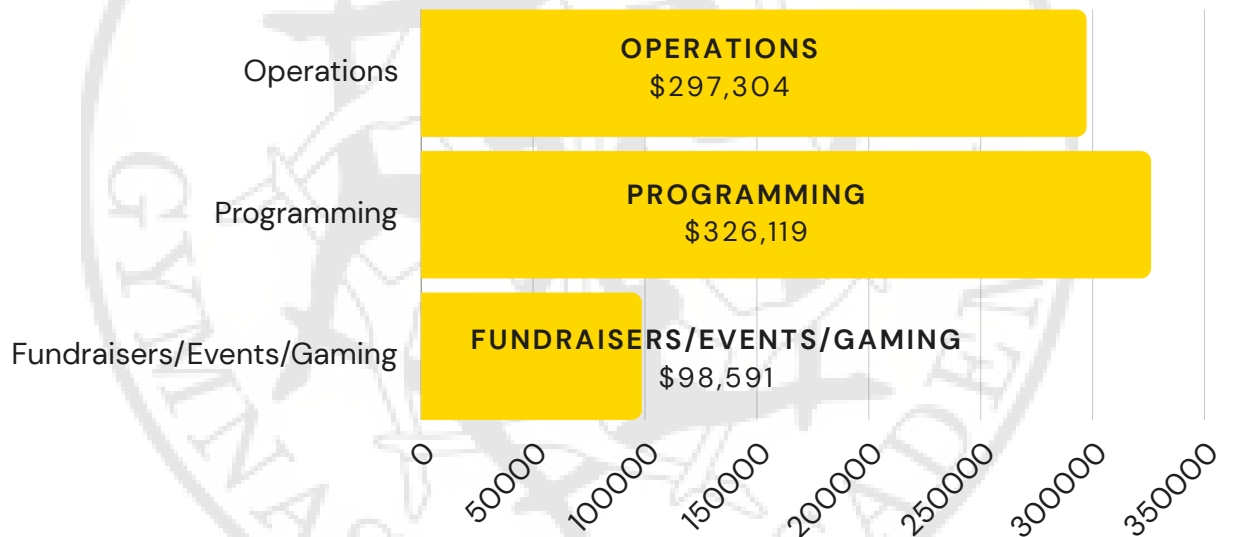 Operations
OPERATIONS
$297,304
Programming
PROGRAMMING
$326,119
Fundraisers/Events/Gaming
FUNDRAISERS/EVENTS/GAMING
$98,591
0
50000
100000
150000
200000
250000
300000
350000